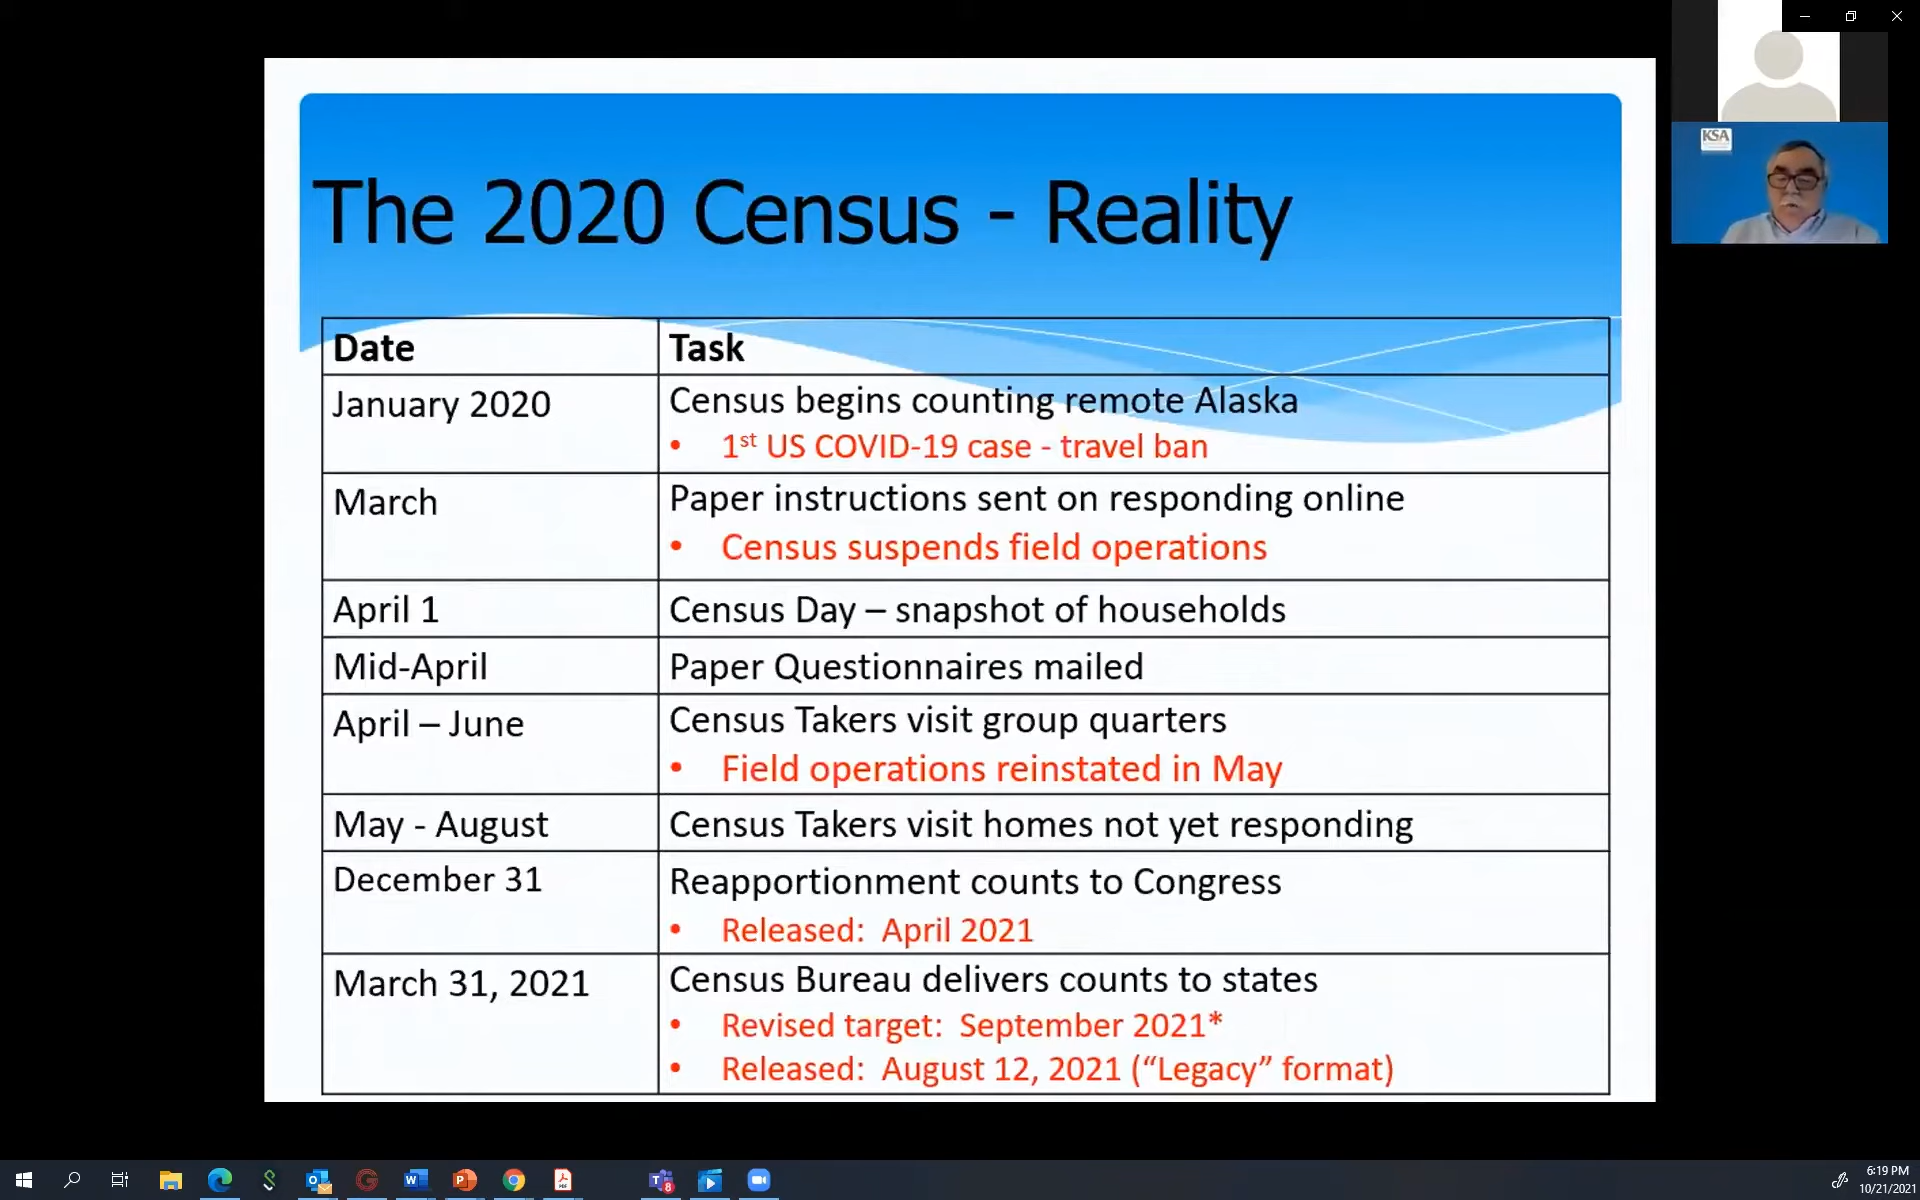 KSA
The 2020 Census - Reality
Date Task
January 2020 Census begins counting remote Alaska
• 1st US COVID-19 case - travel ban
March Paper instructions sent on responding online
• Census suspends field operations
April 1 Census Day – snapshot of households
Mid-April Paper Questionnaires mailed
April – June Census Takers visit group quarters
• Field operations reinstated in May
May - August Census Takers visit homes not yet responding
December 31 Reapportionment counts to Congress
• Released: April 2021
March 31, 2021 Census Bureau delivers counts to states
• Revised target: September 2021*
• Released: August 12, 2021 (“Legacy” format)
6:19 PM
10/21/2021